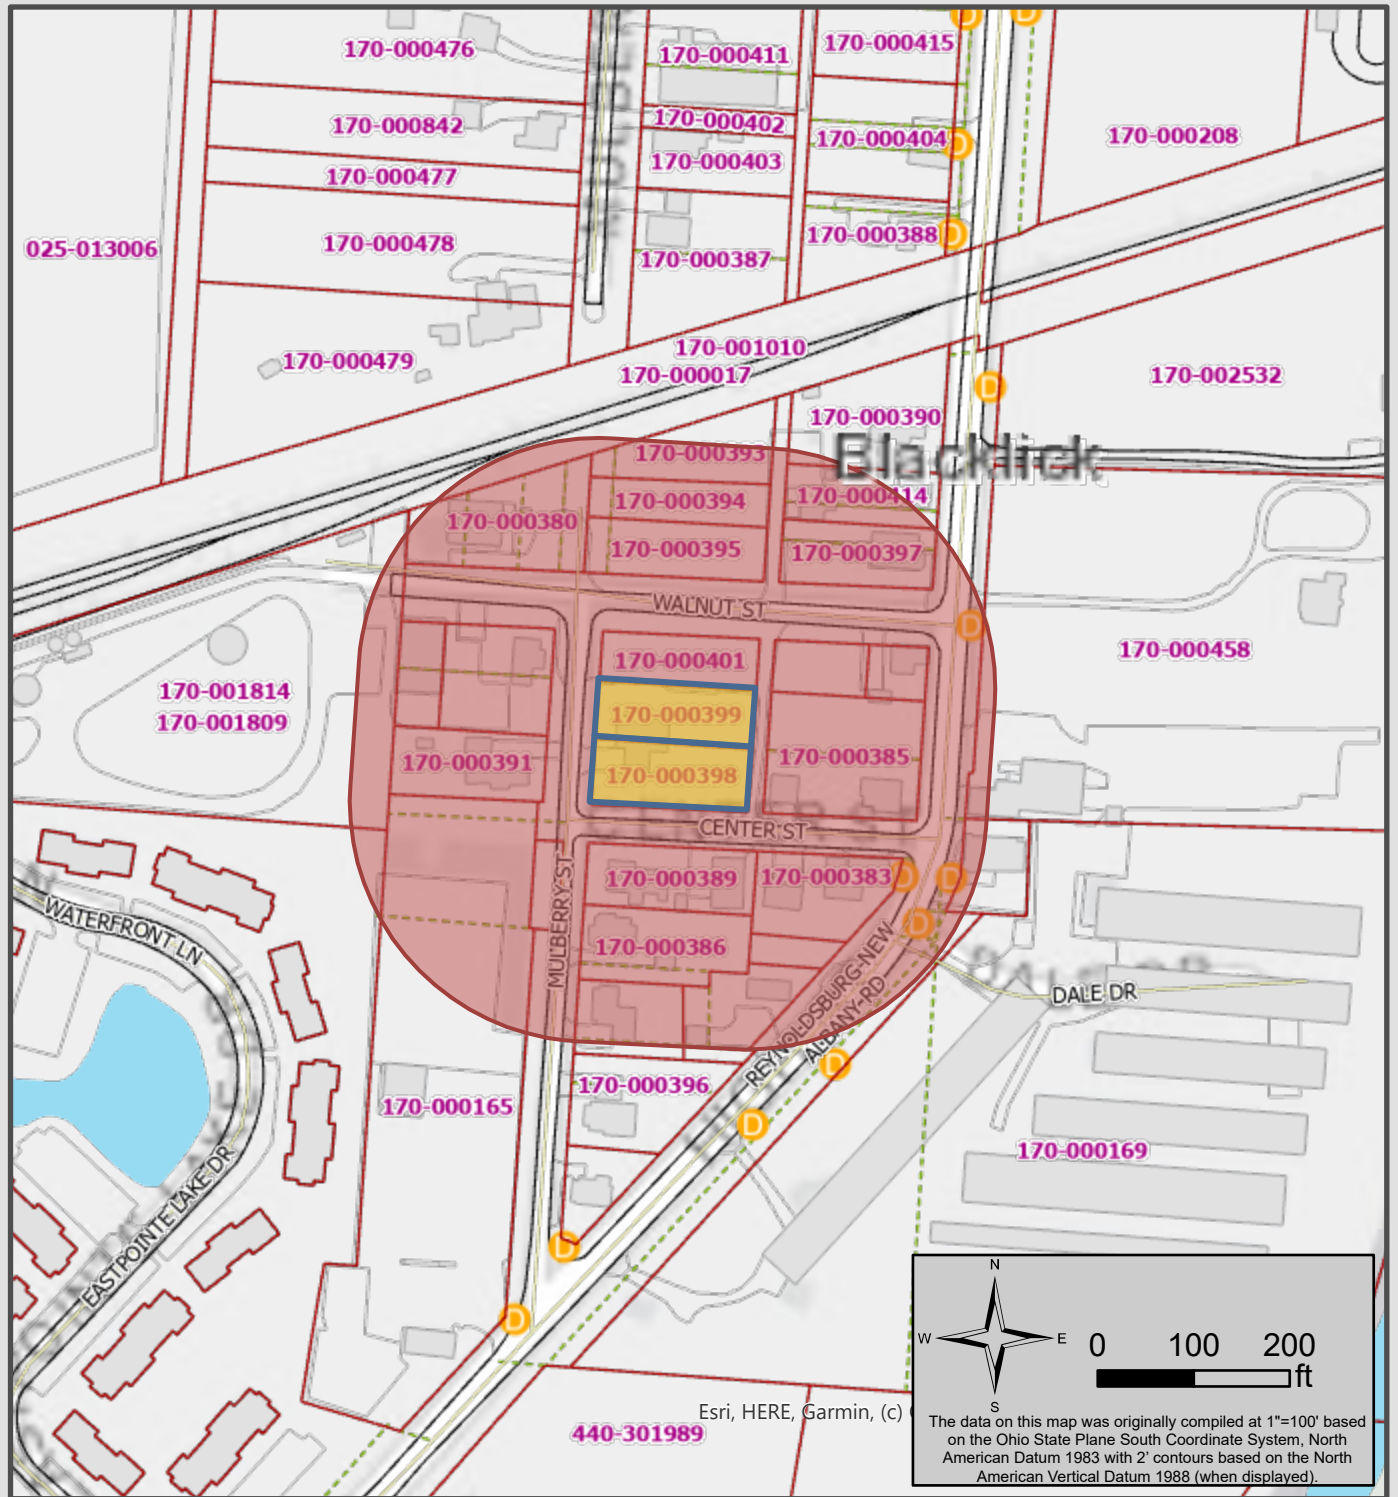 170-000476
170-000411
170-000415
170-000842
170-000402
170-000404
170-000208
170-000403
170-000477
025-013006
170-000478
170-000388
170-000387
170-001010
170-000479
170-000017
170-002532
170-000390
Blacklick
170-000393
170-000394
170-000414
170-000380
170-000395
170-000397
WALNUT ST
170-000401
170-000458
170-001814
170-001809
170-000399
170-000391
170-000398
170-000385
CENTER ST
CENTER ST
170-000389
170-000383
D
D
D
D
D
D
D
D
D
D
D
D
D
MULBERRY ST
170-000386
WATERFRONT LN
REYNOLDSBURG-NEW
ALBANY-RD
DALE DR
170-000165
170-000396
170-000169
EASTPOINTE LAKE DR
N
W
E
S
0 100 200
ft
Esri, HERE, Garmin, (c)
The data on this map was originally compiled at 1"=100' based
on the Ohio State Plane South Coordinate System, North
American Datum 1983 with 2' contours based on the North
American Vertical Datum 1988 (when displayed).
440-301989